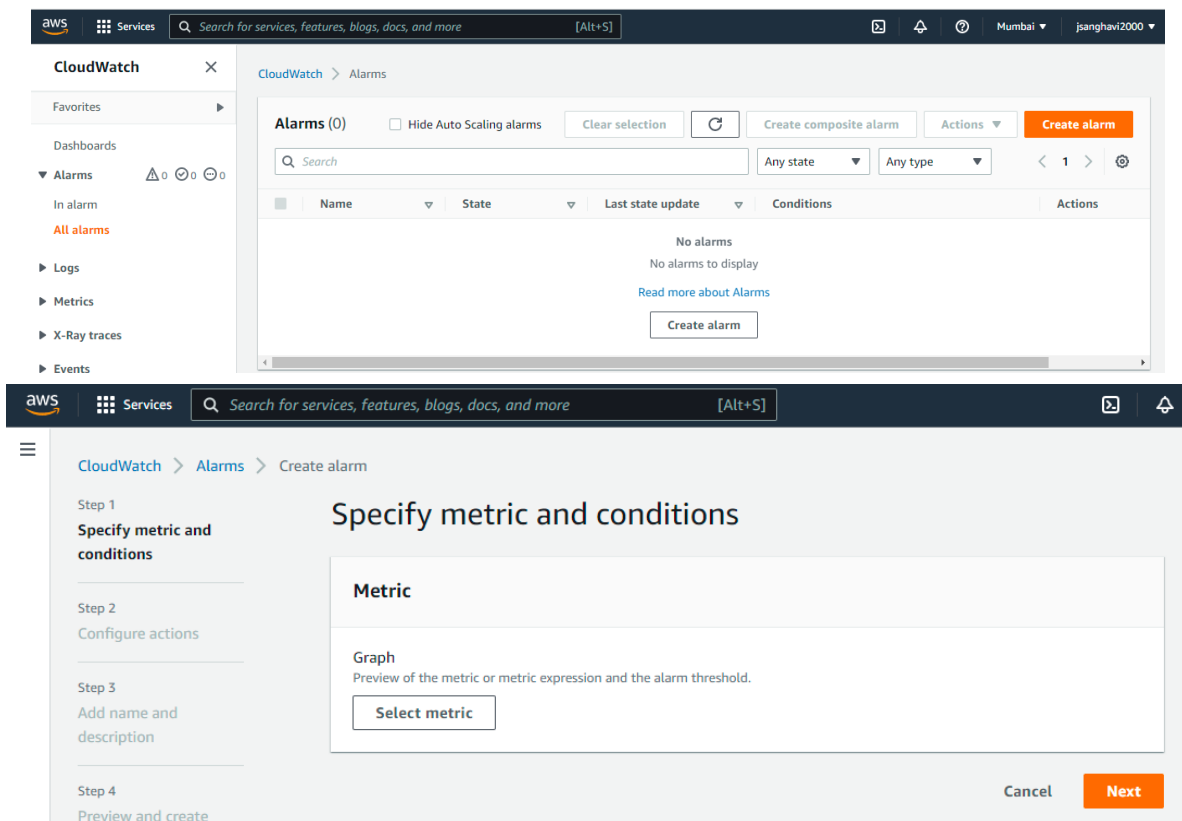 aws Services Search for services, features, blogs, docs, and more [Alt+S] Mumbai jsanghavi2000
CloudWatch
Favorites
Dashboards
Alarms 0 0 0
In alarm
All alarms
Logs
Metrics
X-Ray traces
Events
CloudWatch Alarms
Alarms (0) Hide Auto Scaling alarms Clear selection Create composite alarm Actions Create alarm
Search Any state Any type 1
Name State Last state update Conditions Actions
No alarms
No alarms to display
Read more about Alarms
Create alarm
aws Services Search for services, features, blogs, docs, and more [Alt+S]
CloudWatch Alarms Create alarm
Step 1
Specify metric and
conditions
Step 2
Configure actions
Step 3
Add name and
description
Step 4
Preview and create
Specify metric and conditions
Metric
Graph
Preview of the metric or metric expression and the alarm threshold.
Select metric
Cancel Next